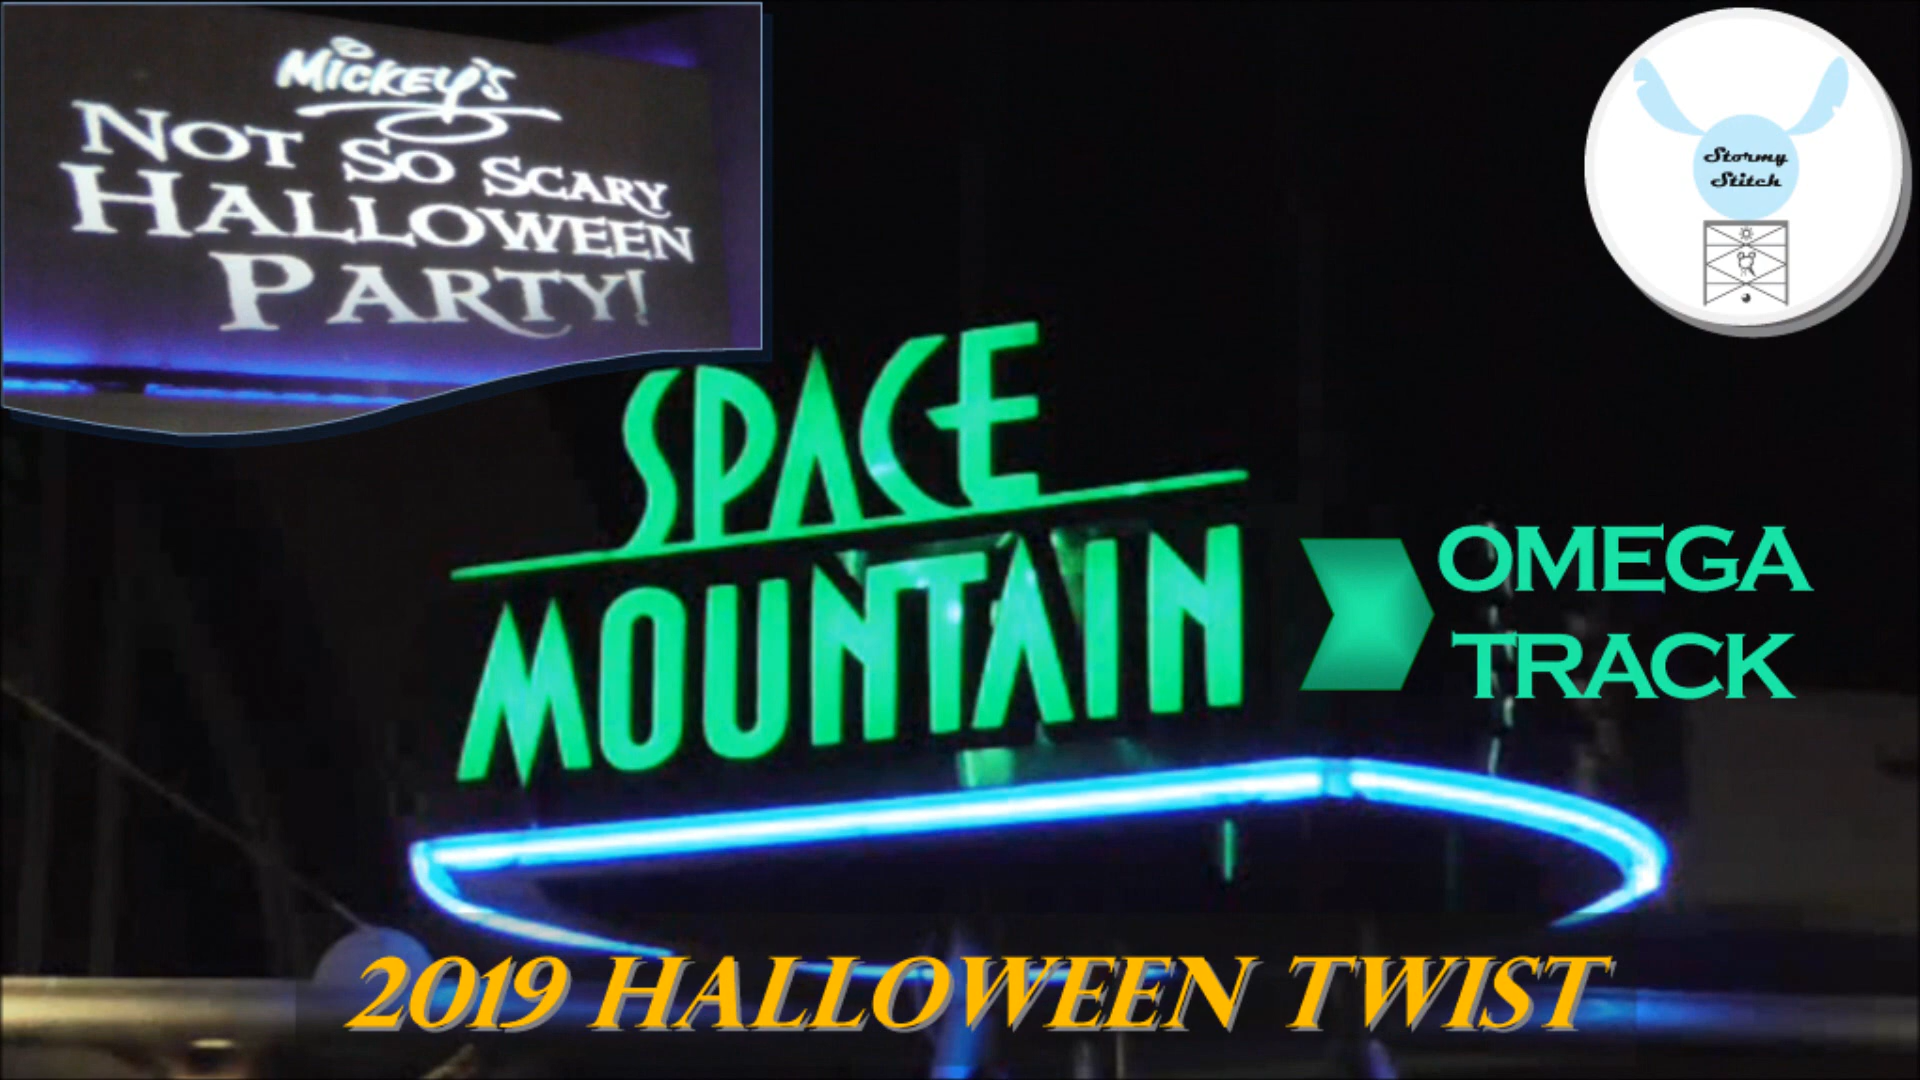 MICKEY'S
NOT SO SCARY
HALLOWEEN
PARTY!
Stormy
Stitch
SPACE
MOUNTAIN
OMEGA
TRACK
2019 HALLOWEEN TWIST